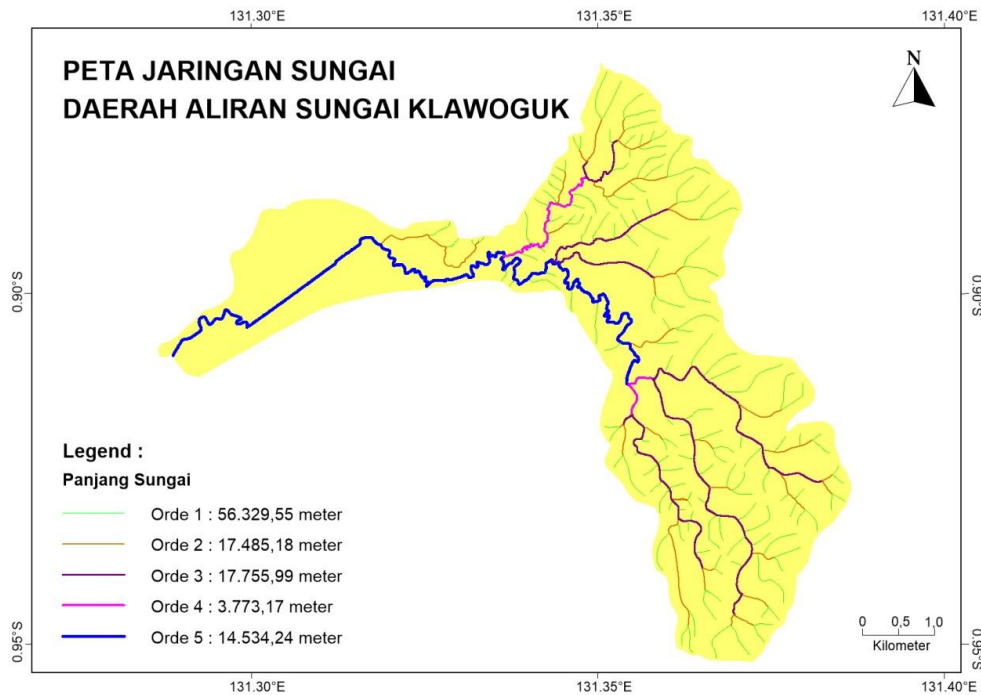 131.30°E
131.35°E
131.40°E
PETA JARINGAN SUNGAI
DAERAH ALIRAN SUNGAI KLAWOGUK
N
0.90°S
0.90°S
Legend :
Panjang Sungai
Orde 1 : 56.329,55 meter
Orde 2 : 17.485,18 meter
Orde 3 : 17.755,99 meter
Orde 4 : 3.773,17 meter
Orde 5 : 14.534,24 meter
0 0,5 1,0
Kilometer
0.95°S
0.95°S
131.30°E
131.35°E
131.40°E